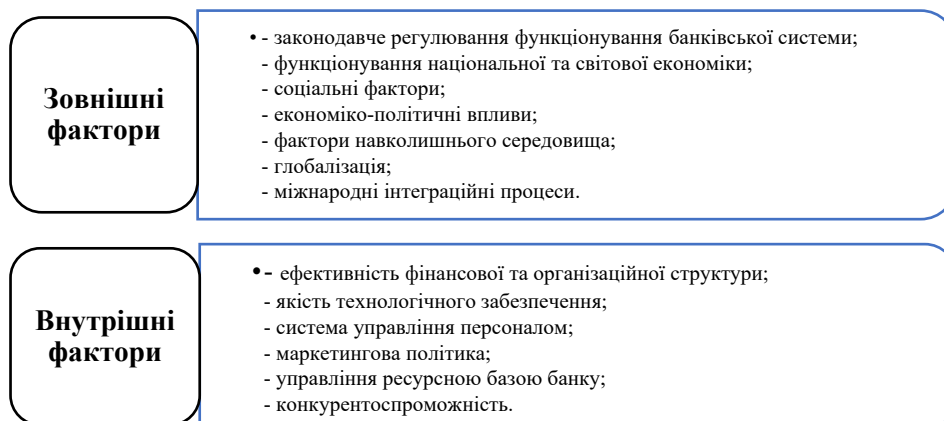 Зовнішні
фактори
• - законодавче регулювання функціонування банківської системи;
- функціонування національної та світової економіки;
- соціальні фактори;
- економіко-політичні впливи;
- фактори навколишнього середовища;
- глобалізація;
- міжнародні інтеграційні процеси.
Внутрішні
фактори
• - ефективність фінансової та організаційної структури;
- якість технологічного забезпечення;
- система управління персоналом;
- маркетингова політика;
- управління ресурсною базою банку;
- конкурентоспроможність.